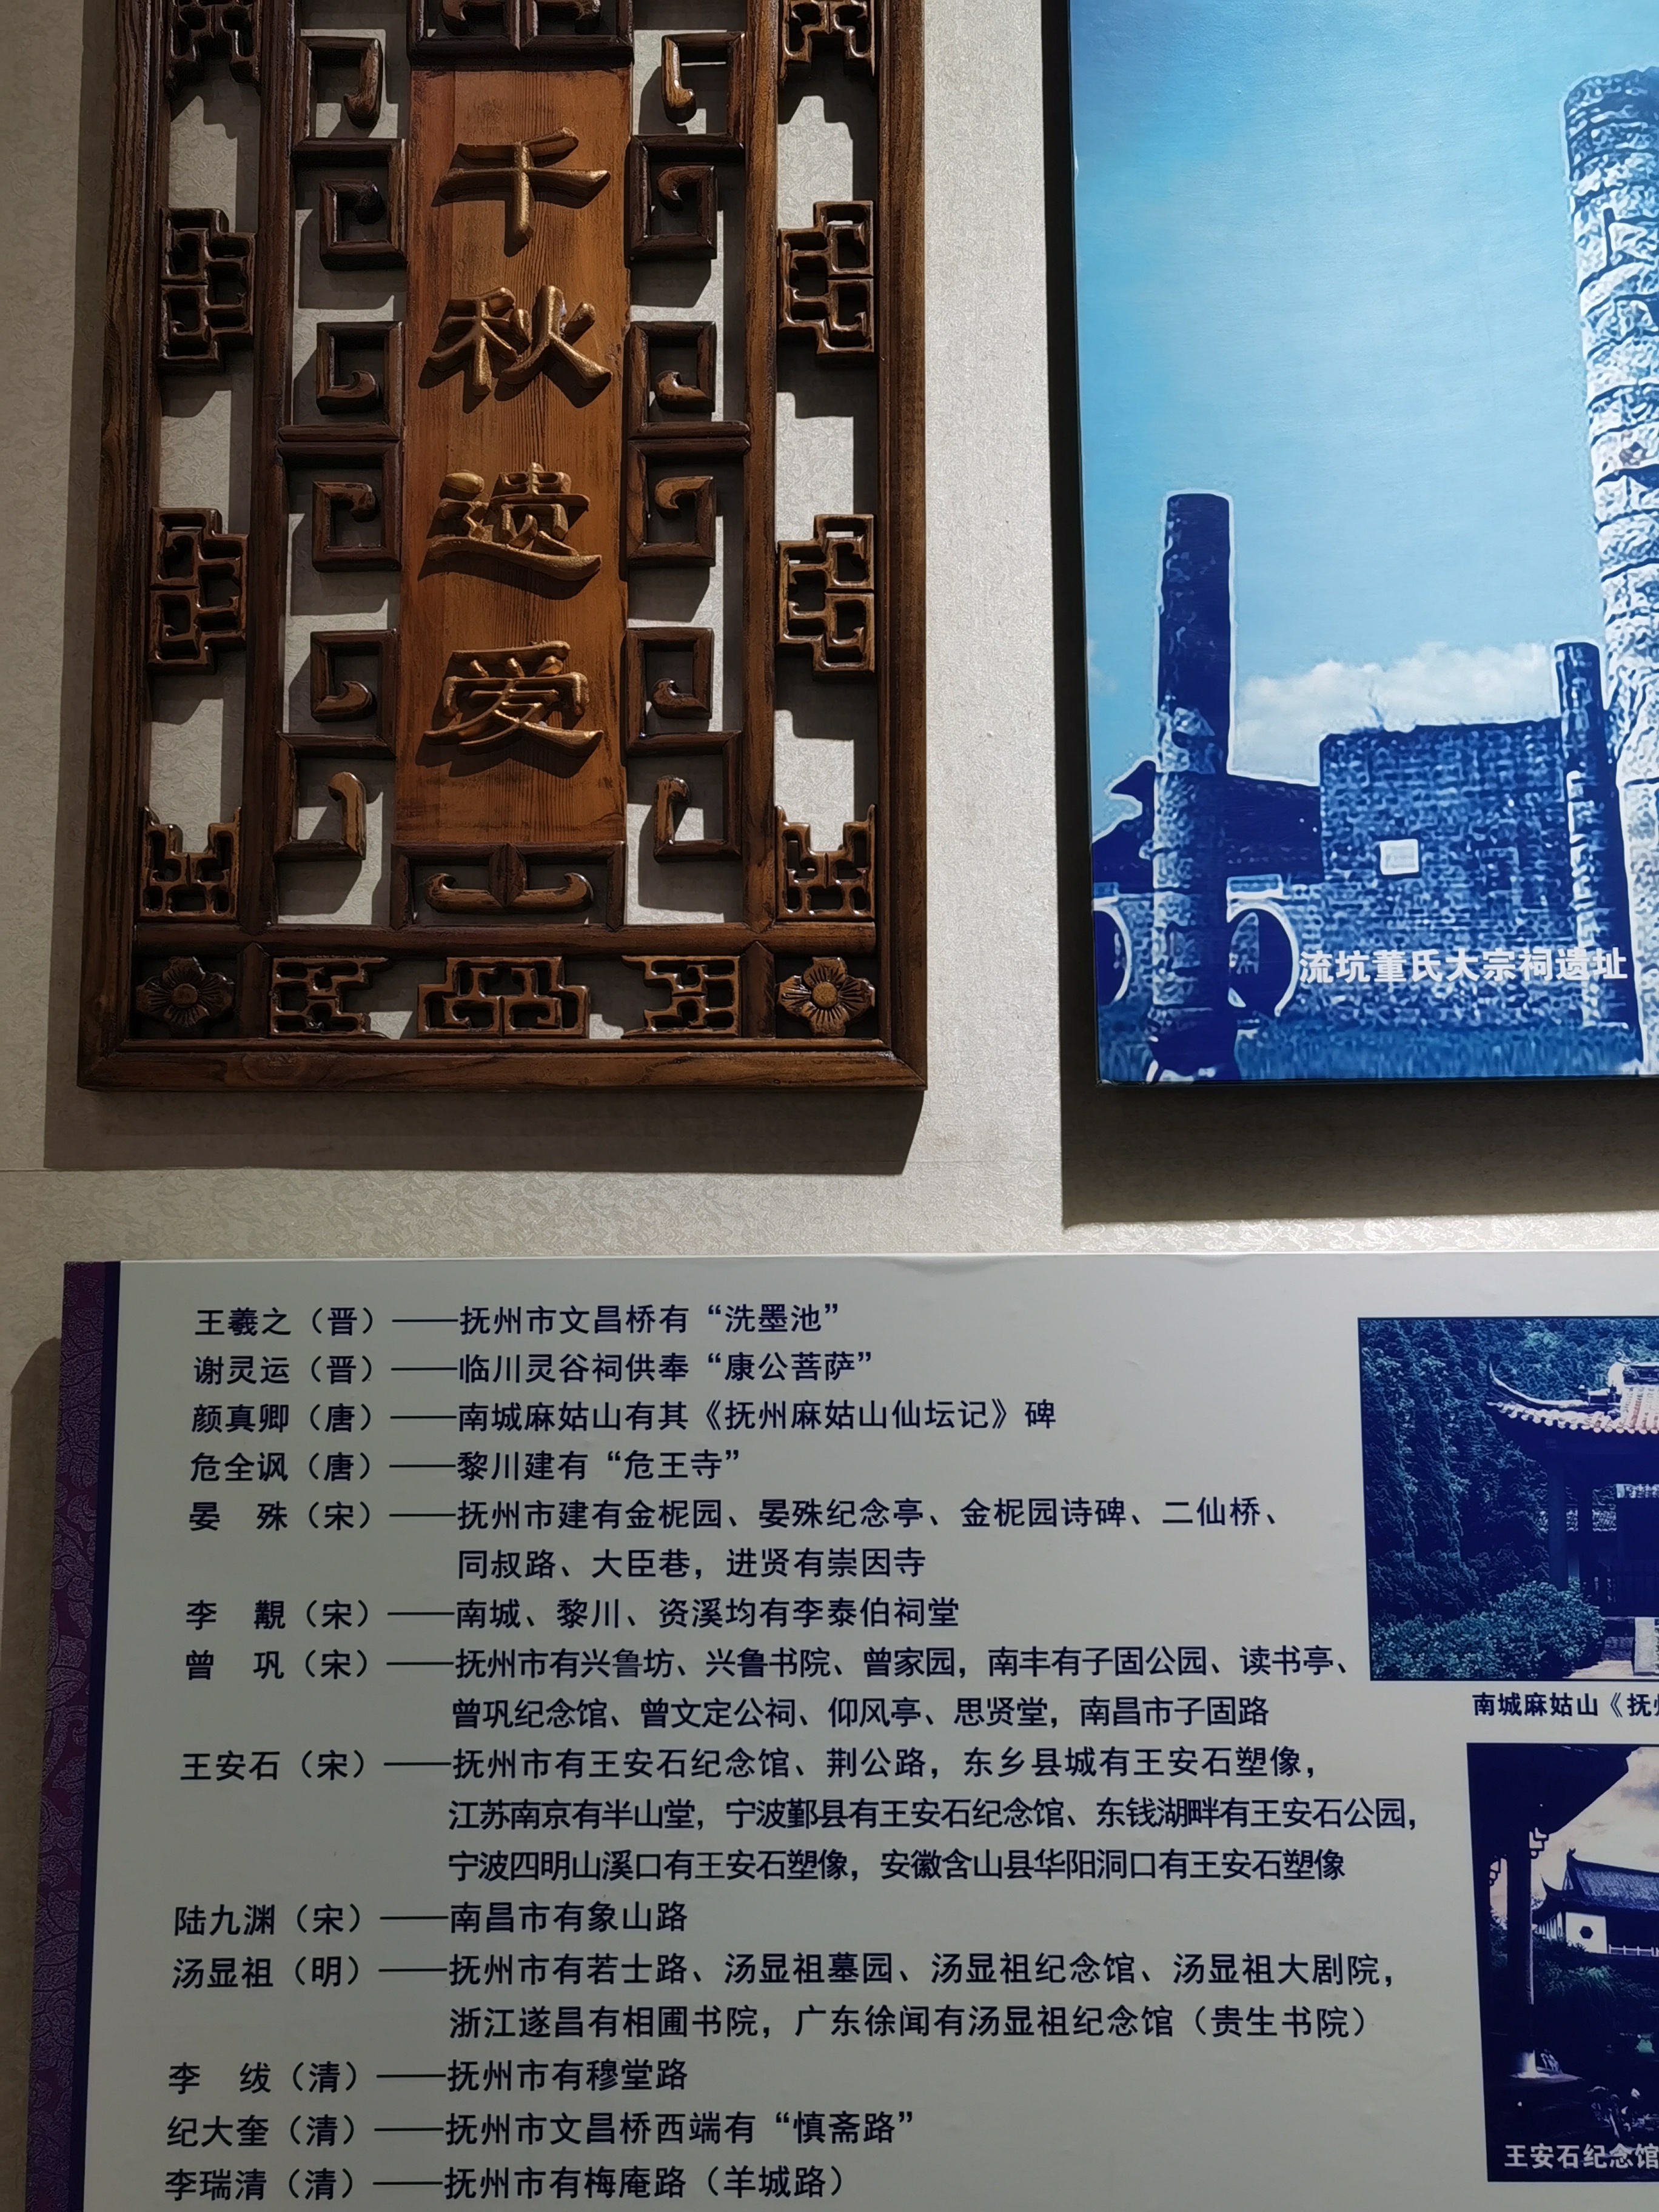 千秋遗爱
流坑董氏大宗祠遗址
王羲之（晋）——抚州市文昌桥有“洗墨池”
谢灵运（晋）——临川灵谷祠供奉“康公菩萨”
颜真卿（唐）——南城麻姑山有其《抚州麻姑山仙坛记》碑
危全讽（唐）——黎川建有“危王寺”
晏　殊（宋）——抚州市建有金柅园、晏殊纪念亭、金柅园诗碑、二仙桥、
同叔路、大臣巷，进贤有崇因寺
李　觏（宋）——南城、黎川、资溪均有李泰伯祠堂
曾　巩（宋）——抚州市有兴鲁坊、兴鲁书院、曾家园，南丰有子固公园、读书亭、
曾巩纪念馆、曾文定公祠、仰风亭、思贤堂，南昌市子固路
王安石（宋）——抚州市有王安石纪念馆、荆公路，东乡县城有王安石塑像，
江苏南京有半山堂，宁波鄞县有王安石纪念馆、东钱湖畔有王安石公园，
宁波四明山溪口有王安石塑像，安徽含山县华阳洞口有王安石塑像
陆九渊（宋）——南昌市有象山路
汤显祖（明）——抚州市有若士路、汤显祖墓园、汤显祖纪念馆、汤显祖大剧院，
浙江遂昌有相圃书院，广东徐闻有汤显祖纪念馆（贵生书院）
李　绂（清）——抚州市有穆堂路
纪大奎（清）——抚州市文昌桥西端有“慎斋路”
李瑞清（清）——抚州市有梅庵路（羊城路）
南城麻姑山《抚
王安石纪念馆